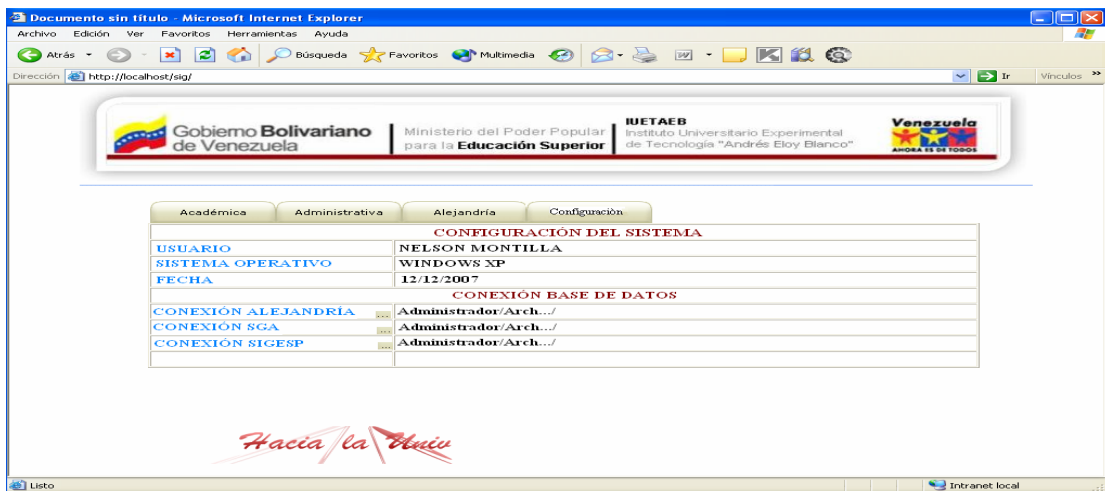 Documento sin título - Microsoft Internet Explorer
Archivo Edición Ver Favoritos Herramientas Ayuda
Atrás Búsqueda Favoritos Multimedia
Dirección http://localhost/sig/ Ir Vínculos »
Gobierno Bolivariano
de Venezuela
Ministerio del Poder Popular
para la Educación Superior
IUETAEB
Instituto Universitario Experimental
de Tecnología "Andrés Eloy Blanco"
Venezuela
AHORA ES DE TODOS
Académica Administrativa Alejandría Configuraciòn
CONFIGURACIÓN DEL SISTEMA
USUARIO NELSON MONTILLA
SISTEMA OPERATIVO WINDOWS XP
FECHA 12/12/2007
CONEXIÓN BASE DE DATOS
CONEXIÓN ALEJANDRÍA ... Administrador/Arch.../
CONEXIÓN SGA ... Administrador/Arch.../
CONEXIÓN SIGESP ... Administrador/Arch.../
Hacia la Univ
Listo Intranet local